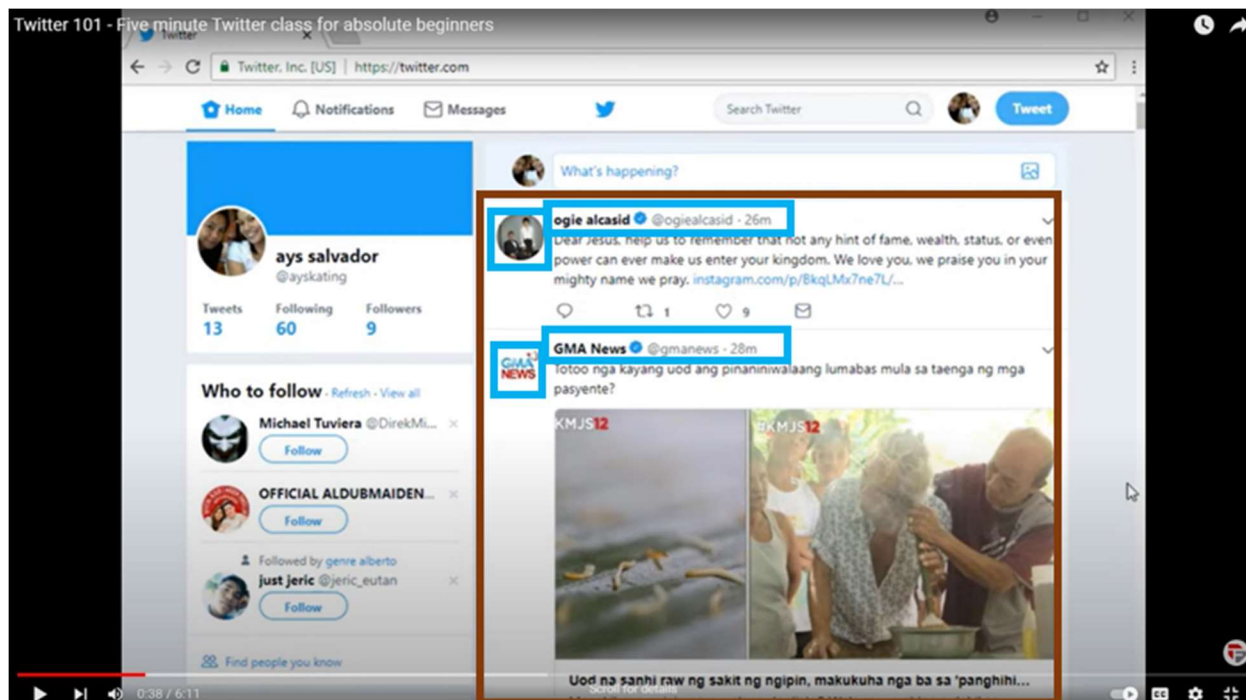 Twitter 101 - Five minute Twitter class for absolute beginners
Twitter
Twitter, Inc. [US] | https://twitter.com
Home Notifications Messages Search Twitter Tweet
What's happening?
ays salvador
@ayskating
Tweets Following Followers
13 60 9
Who to follow · Refresh · View all
Michael Tuviera @DirekMi...
Follow
OFFICIAL ALDUBMAIDEN...
Follow
Followed by genre alberto
just jeric @jeric_eutan
Follow
Find people you know
ogie alcasid @ogiealcasid · 26m
Dear Jesus, help us to remember that not any hint of fame, wealth, status, or even
power can ever make us enter your kingdom. We love you, we praise you in your
mighty name we pray. instagram.com/p/BkqLMx7ne7L/...
1 9
GMA NEWS
GMA News @gmanews · 28m
Totoo nga kayang uod ang pinaniniwalaang lumabas mula sa taenga ng mga
pasyente?
KMJS12
#KMJS12
Uod na sanhi raw ng sakit ng ngipin, makukuha nga ba sa 'panghihi...
Scroll for details
0:38 / 6:11
CC